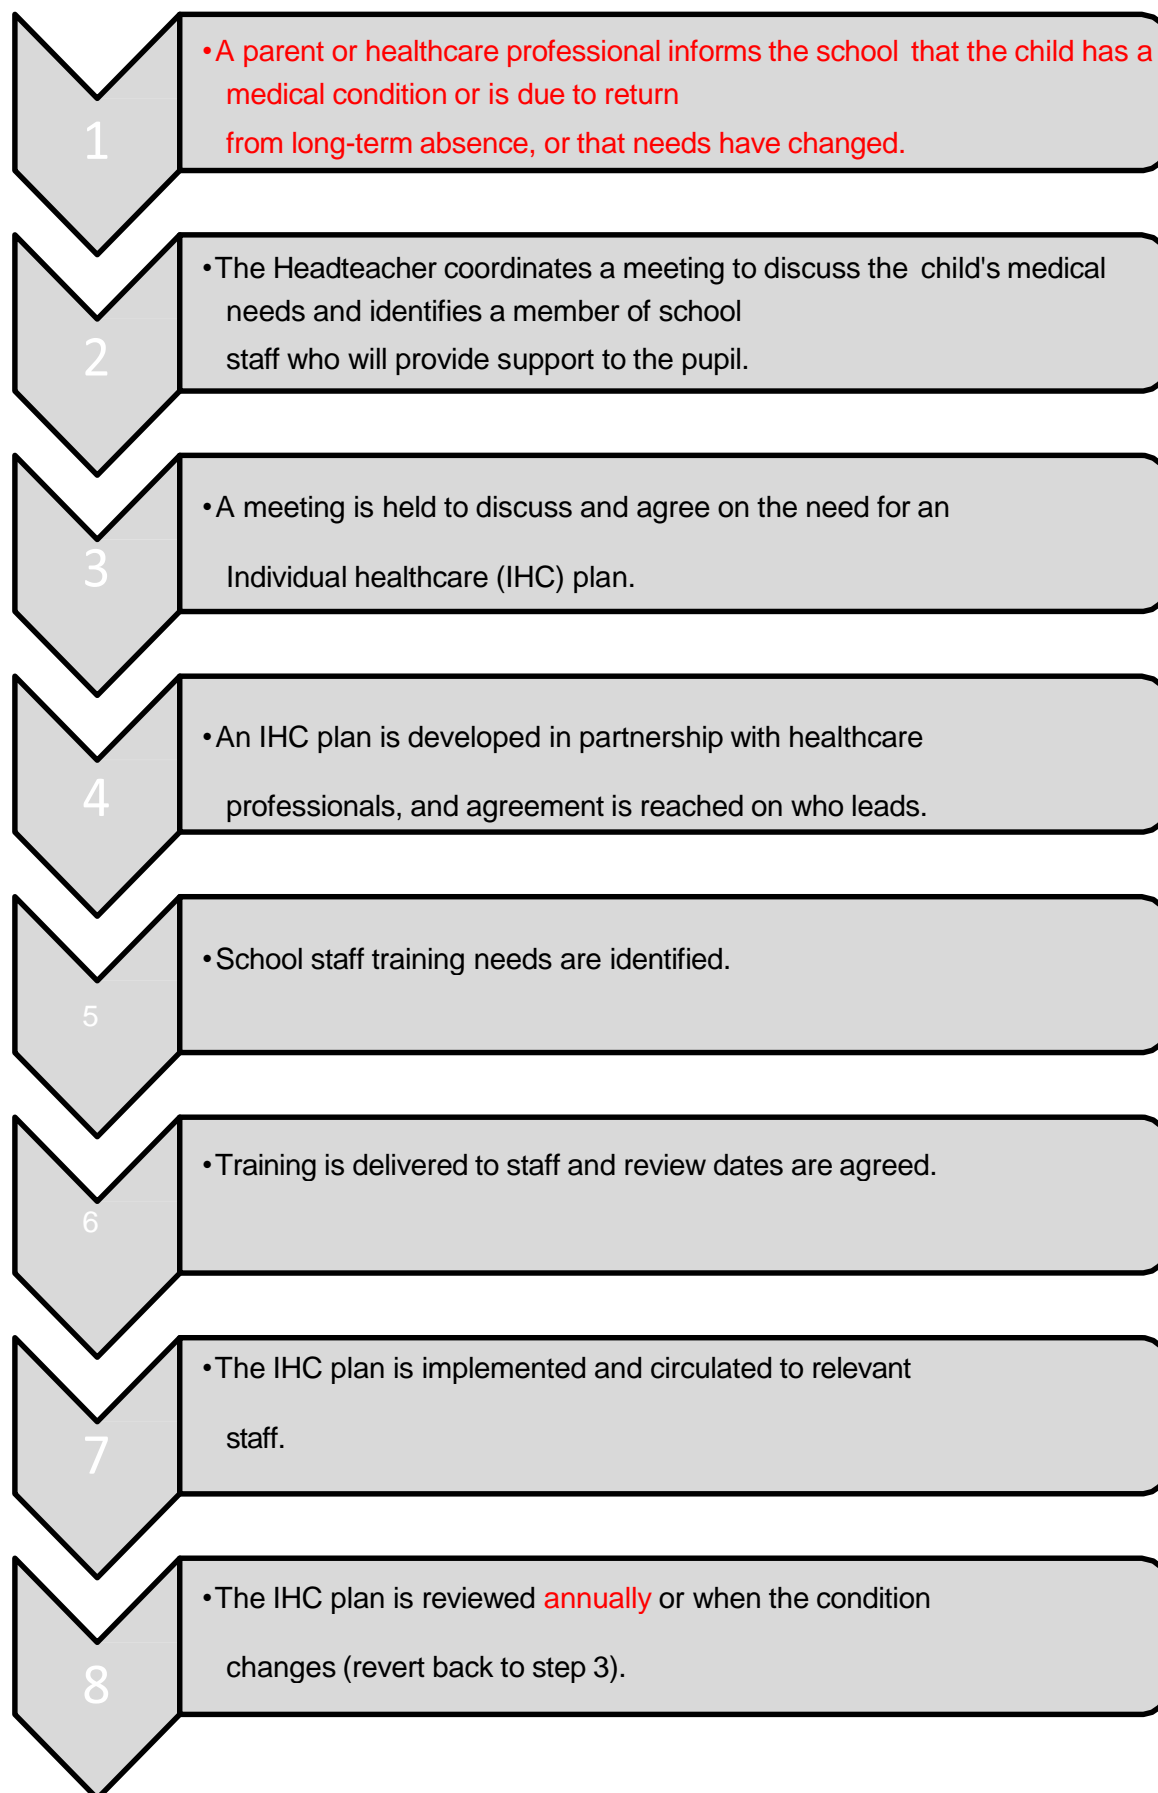 1
•A parent or healthcare professional informs the school that the child has a
medical condition or is due to return
from long-term absence, or that needs have changed.
2
•The Headteacher coordinates a meeting to discuss the child's medical
needs and identifies a member of school
staff who will provide support to the pupil.
3
•A meeting is held to discuss and agree on the need for an
Individual healthcare (IHC) plan.
4
•An IHC plan is developed in partnership with healthcare
professionals, and agreement is reached on who leads.
5
•School staff training needs are identified.
6
•Training is delivered to staff and review dates are agreed.
7
•The IHC plan is implemented and circulated to relevant
staff.
8
•The IHC plan is reviewed annually or when the condition
changes (revert back to step 3).